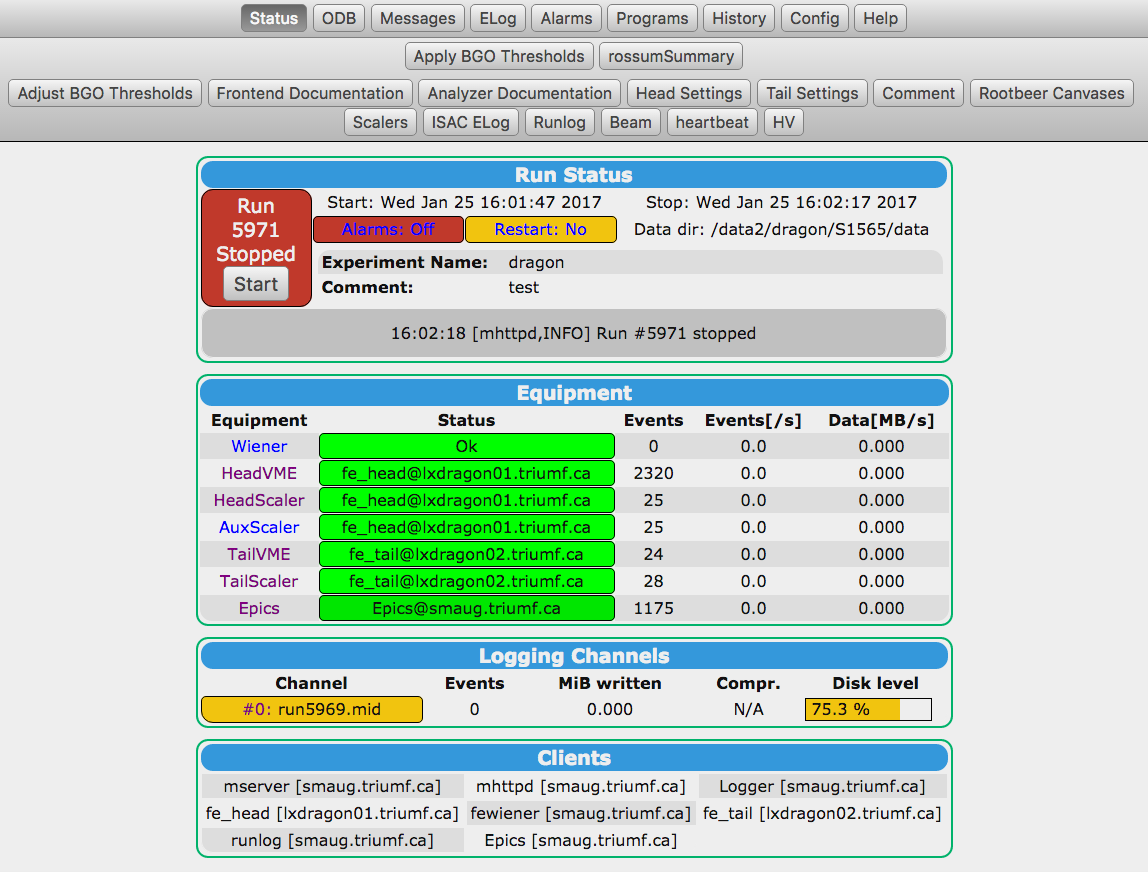 Status ODB Messages ELog Alarms Programs History Config Help
Apply BGO Thresholds rossumSummary
Adjust BGO Thresholds Frontend Documentation Analyzer Documentation Head Settings Tail Settings Comment Rootbeer Canvases
Scalers ISAC ELog Runlog Beam heartbeat HV
Run Status
Run
5971
Stopped
Start
Start: Wed Jan 25 16:01:47 2017 Stop: Wed Jan 25 16:02:17 2017
Alarms: Off Restart: No Data dir: /data2/dragon/S1565/data
Experiment Name: dragon
Comment: test
16:02:18 [mhttpd,INFO] Run #5971 stopped
Equipment
Equipment Status Events Events[/s] Data[MB/s]
Wiener Ok 0 0.0 0.000
HeadVME fe_head@lxdragon01.triumf.ca 2320 0.0 0.000
HeadScaler fe_head@lxdragon01.triumf.ca 25 0.0 0.000
AuxScaler fe_head@lxdragon01.triumf.ca 25 0.0 0.000
TailVME fe_tail@lxdragon02.triumf.ca 24 0.0 0.000
TailScaler fe_tail@lxdragon02.triumf.ca 28 0.0 0.000
Epics Epics@smaug.triumf.ca 1175 0.0 0.000
Logging Channels
Channel Events MiB written Compr. Disk level
#0: run5969.mid 0 0.000 N/A 75.3 %
Clients
mserver [smaug.triumf.ca] mhttpd [smaug.triumf.ca] Logger [smaug.triumf.ca]
fe_head [lxdragon01.triumf.ca] fewiener [smaug.triumf.ca] fe_tail [lxdragon02.triumf.ca]
runlog [smaug.triumf.ca] Epics [smaug.triumf.ca]